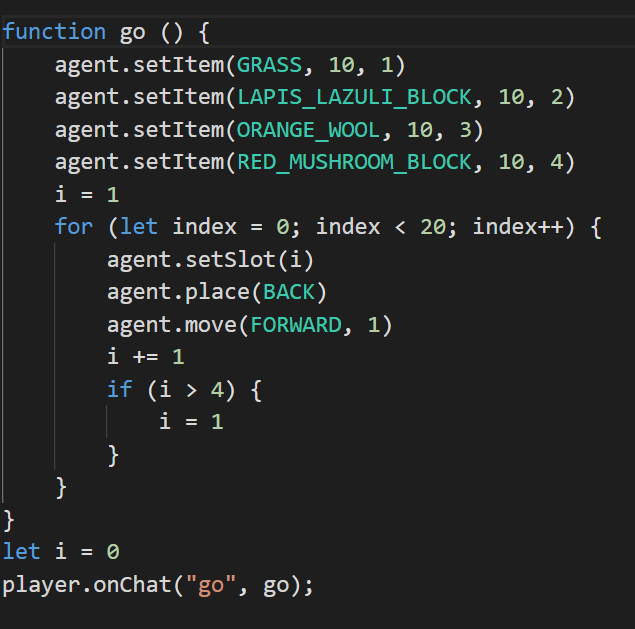 function go () {
    agent.setItem(GRASS, 10, 1)
    agent.setItem(LAPIS_LAZULI_BLOCK, 10, 2)
    agent.setItem(ORANGE_WOOL, 10, 3)
    agent.setItem(RED_MUSHROOM_BLOCK, 10, 4)
    i = 1
    for (let index = 0; index < 20; index++) {
        agent.setSlot(i)
        agent.place(BACK)
        agent.move(FORWARD, 1)
        i += 1
        if (i > 4) {
            i = 1
        }
    }
}
let i = 0
player.onChat("go", go);